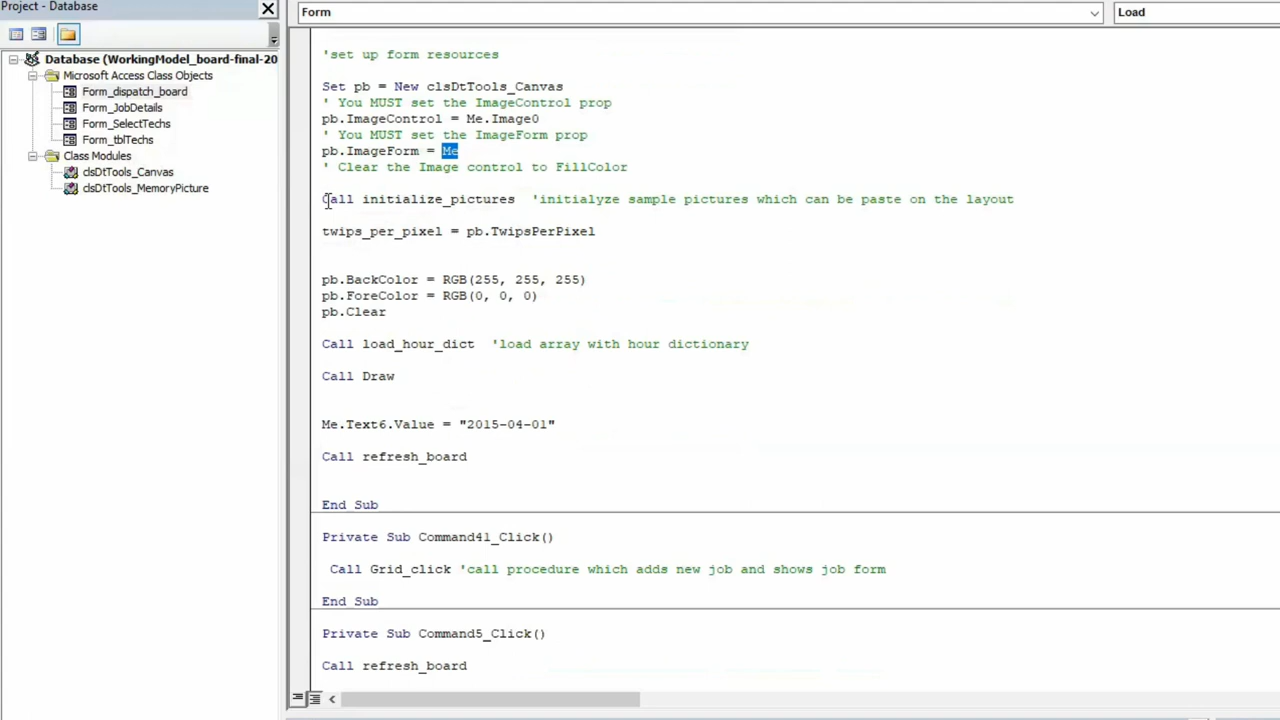 Project - Database
Database (WorkingModel_board-final-20
Microsoft Access Class Objects
Form_dispatch_board
Form_JobDetails
Form_SelectTechs
Form_tblTechs
Class Modules
clsDtTools_Canvas
clsDtTools_MemoryPicture
Form
Load
'set up form resources
Set pb = New clsDtTools_Canvas
' You MUST set the ImageControl prop
pb.ImageControl = Me.Image0
' You MUST set the ImageForm prop
pb.ImageForm = Me
' Clear the Image control to FillColor
Call initialize_pictures 'initialyze sample pictures which can be paste on the layout
twips_per_pixel = pb.TwipsPerPixel
pb.BackColor = RGB(255, 255, 255)
pb.ForeColor = RGB(0, 0, 0)
pb.Clear
Call load_hour_dict 'load array with hour dictionary
Call Draw
Me.Text6.Value = "2015-04-01"
Call refresh_board
End Sub
Private Sub Command41_Click()
Call Grid_click 'call procedure which adds new job and shows job form
End Sub
Private Sub Command5_Click()
Call refresh_board